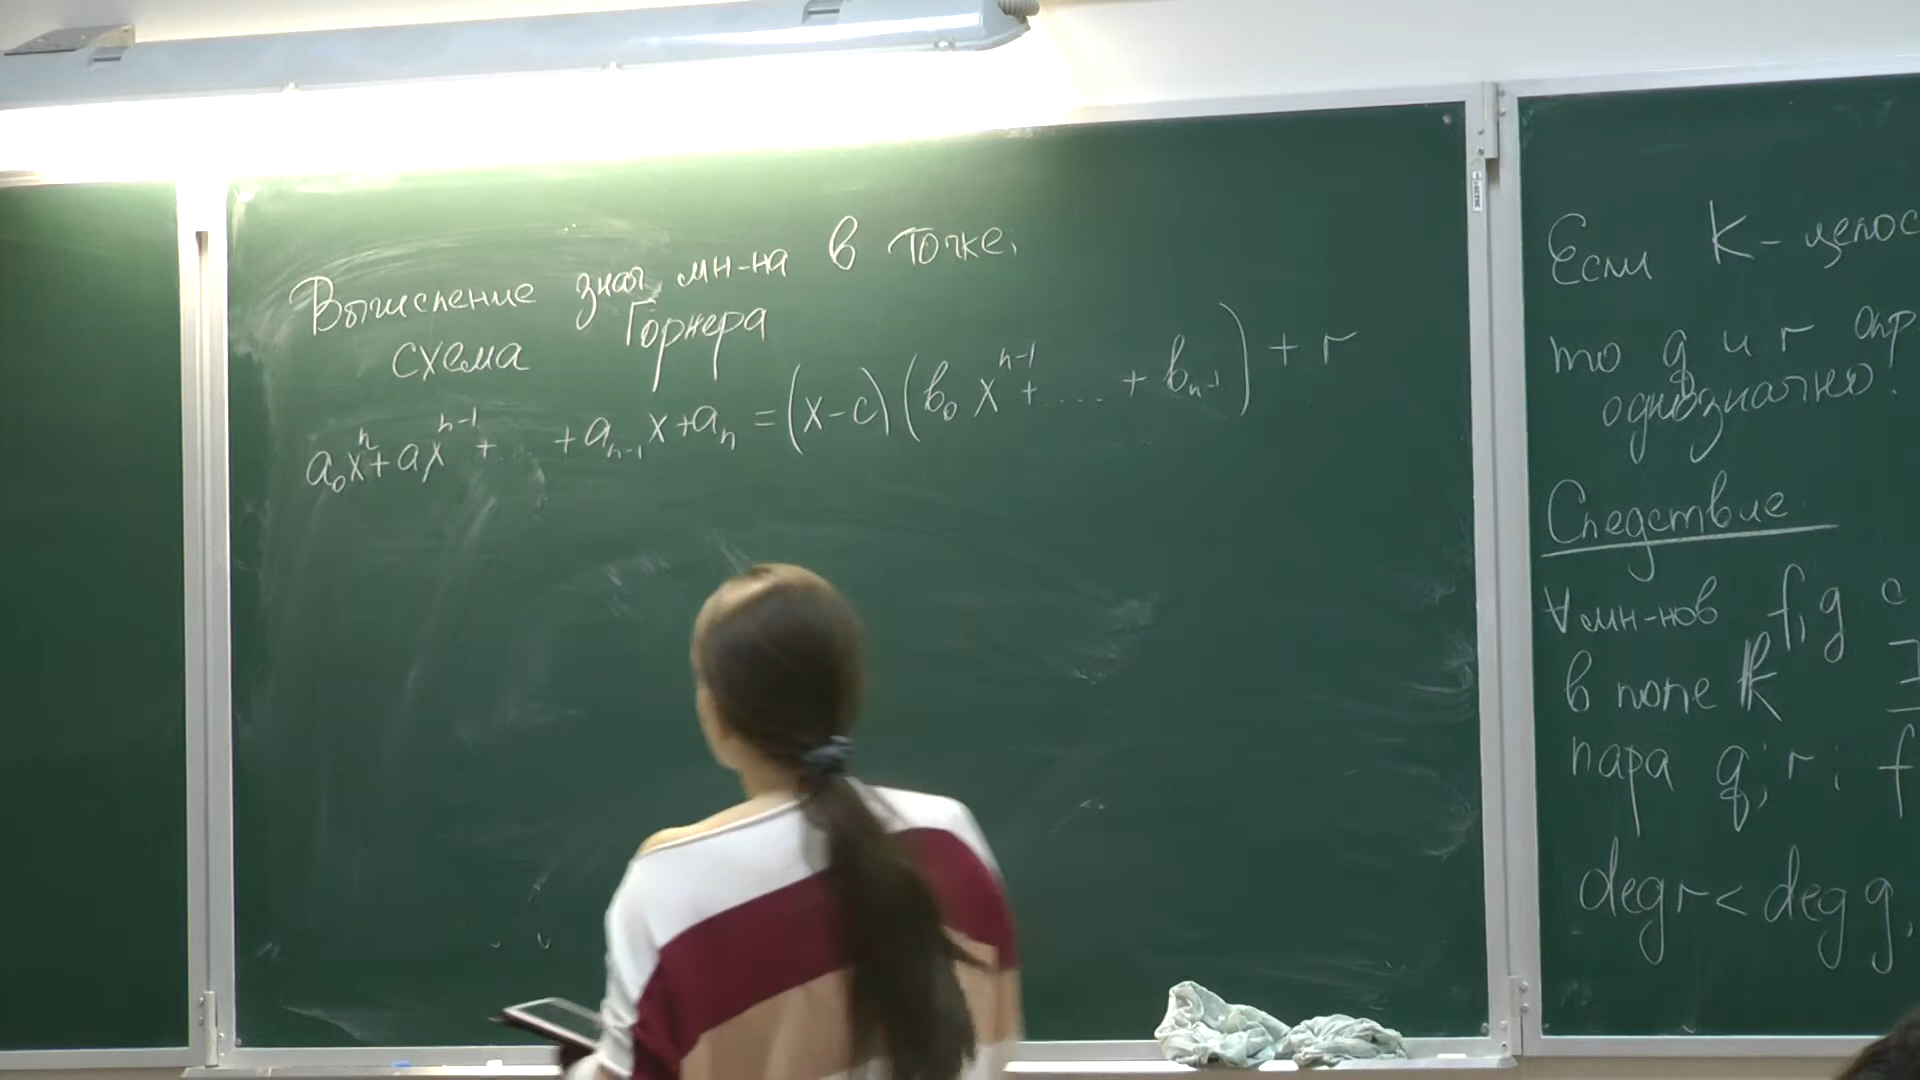 Вычисление знач. мн-на в точке.
схема Горнера
a₀xⁿ+axⁿ⁻¹+ +aₙ₋₁x+aₙ=(x-c)(b₀xⁿ⁻¹+....+bₙ₋₁)+r
Если K-целос
то q и r опр
однозначно.
Следствие
∀мн-нов f,g с
в поле k
пара q,r; f
deg r < deg g,